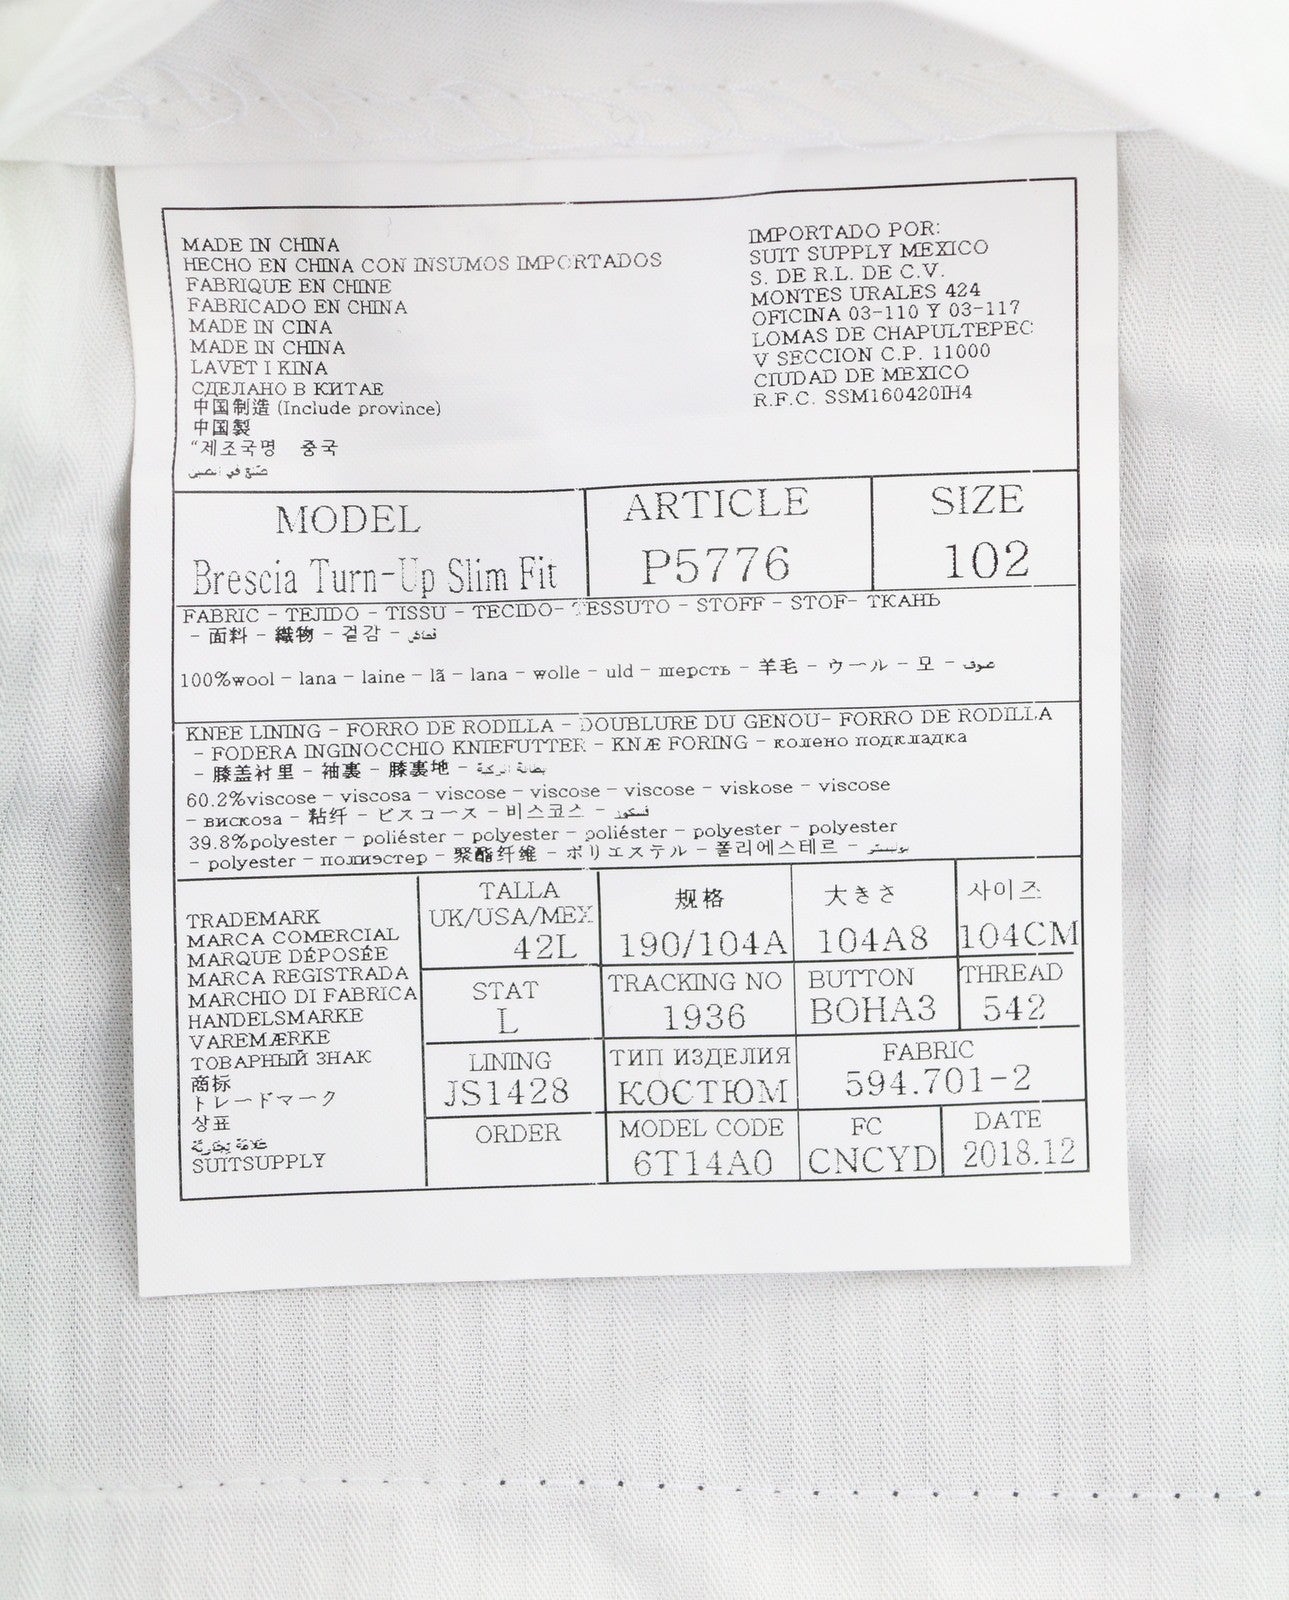 MADE IN CHINA
HECHO EN CHINA CON INSUMOS IMPORTADOS
FABRIQUE EN CHINE
FABRICADO EN CHINA
MADE IN CINA
MADE IN CHINA
LAVET I KINA
СДЕЛАНО В КИТАЕ
中国制造 (Include province)
中国製
“제조국명 중국
IMPORTADO POR:
SUIT SUPPLY MEXICO
S. DE R.L. DE C.V.
MONTES URALES 424
OFICINA 03-110 Y 03-117
LOMAS DE CHAPULTEPEC
V SECCION C.P. 11000
CIUDAD DE MEXICO
R.F.C. SSM160420IH4
MODEL
Brescia Turn-Up Slim Fit
ARTICLE
P5776
SIZE
102
FABRIC - TEJIDO - TISSU - TECIDO- TESSUTO - STOFF - STOF- ТКАНЬ
- 面料 - 織物 - 겉감 - قماش
100%wool - lana - laine - lã - lana - wolle - uld - шерсть - 羊毛 - ウール - 모 - صوف
KNEE LINING - FORRO DE RODILLA - DOUBLURE DU GENOU- FORRO DE RODILLA
- FODERA INGINOCCHIO KNIEFUTTER - KNÆ FORING - колено подкладка
- 膝盖衬里 - 袖裏 - 膝裏地 - بطانة الركبة
60.2%viscose - viscosa - viscose - viscose - viscose - viskose - viscose
- вискоза - 粘纤 - ビスコース - 비스코스 -
39.8%polyester - poliéster - polyester - poliéster - polyester - polyester
- polyester - полиэстер - 聚酯纤维 - ポリエステル - 폴리에스테르 -
TRADEMARK
MARCA COMERCIAL
MARQUE DÉPOSÉE
MARCA REGISTRADA
MARCHIO DI FABRICA
HANDELSMARKE
VAREMÆRKE
ТОВАРНЫЙ ЗНАК
商标
トレードマーク
상표
علامة تجارية
SUITSUPPLY
TALLA
UK/USA/MEX
42L
规格
190/104A
大きさ
104A8
사이즈
104CM
STAT
L
TRACKING NO
1936
BUTTON
BOHA3
THREAD
542
LINING
JS1428
ТИП ИЗДЕЛИЯ
КОСТЮМ
FABRIC
594.701-2
ORDER
MODEL CODE
6T14A0
FC
CNCYD
DATE
2018.12